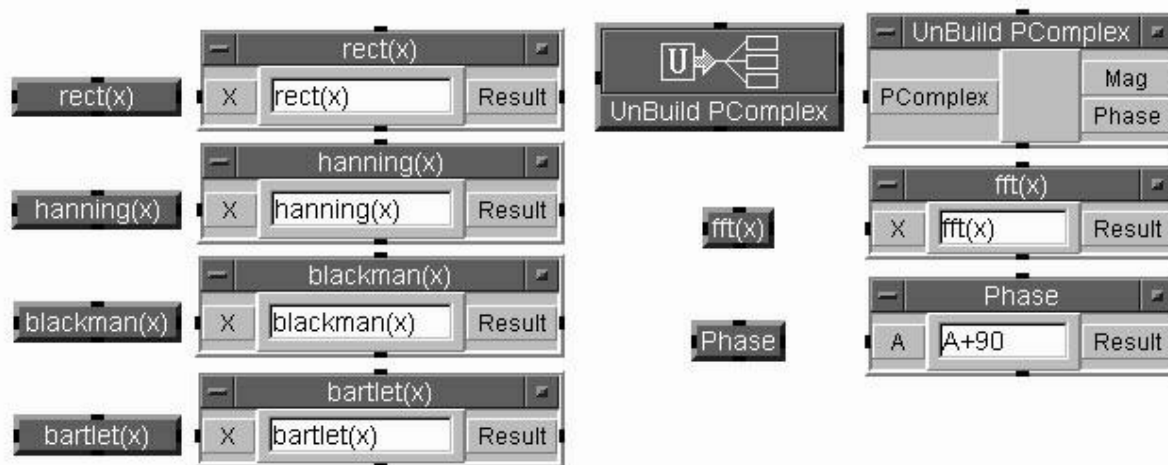 rect(x)
rect(x)
X
rect(x)
Result
hanning(x)
hanning(x)
X
hanning(x)
Result
blackman(x)
blackman(x)
X
blackman(x)
Result
bartlet(x)
bartlet(x)
X
bartlet(x)
Result
U
UnBuild PComplex
UnBuild PComplex
PComplex
Mag
Phase
fft(x)
fft(x)
X
fft(x)
Result
Phase
Phase
A
A+90
Result